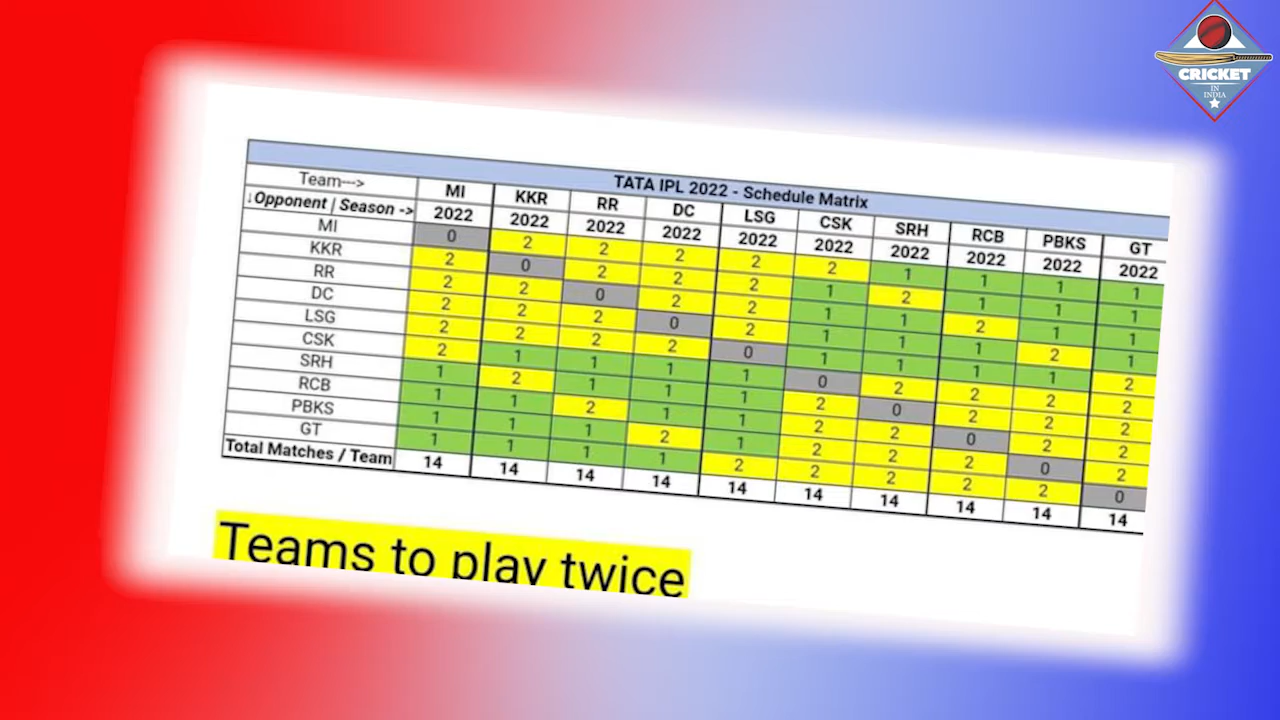 CRICKET
IN
INDIA
TATA IPL 2022 - Schedule Matrix
Team---> MI KKR RR DC LSG CSK SRH RCB PBKS GT
↓Opponent | Season -> 2022 2022 2022 2022 2022 2022 2022 2022 2022 2022
MI 0 2 2 2 2 2 1 1 1 1
KKR 2 0 2 2 2 1 2 1 1 1
RR 2 2 0 2 2 1 1 2 1 1
DC 2 2 2 0 2 1 1 1 2 1
LSG 2 2 2 2 0 1 1 1 1 2
CSK 2 1 1 1 1 0 2 2 2 2
SRH 1 2 1 1 1 2 0 2 2 2
RCB 1 1 2 1 1 2 2 0 2 2
PBKS 1 1 1 2 1 2 2 2 0 2
GT 1 1 1 1 2 2 2 2 2 0
Total Matches / Team 14 14 14 14 14 14 14 14 14 14
Teams to play twice